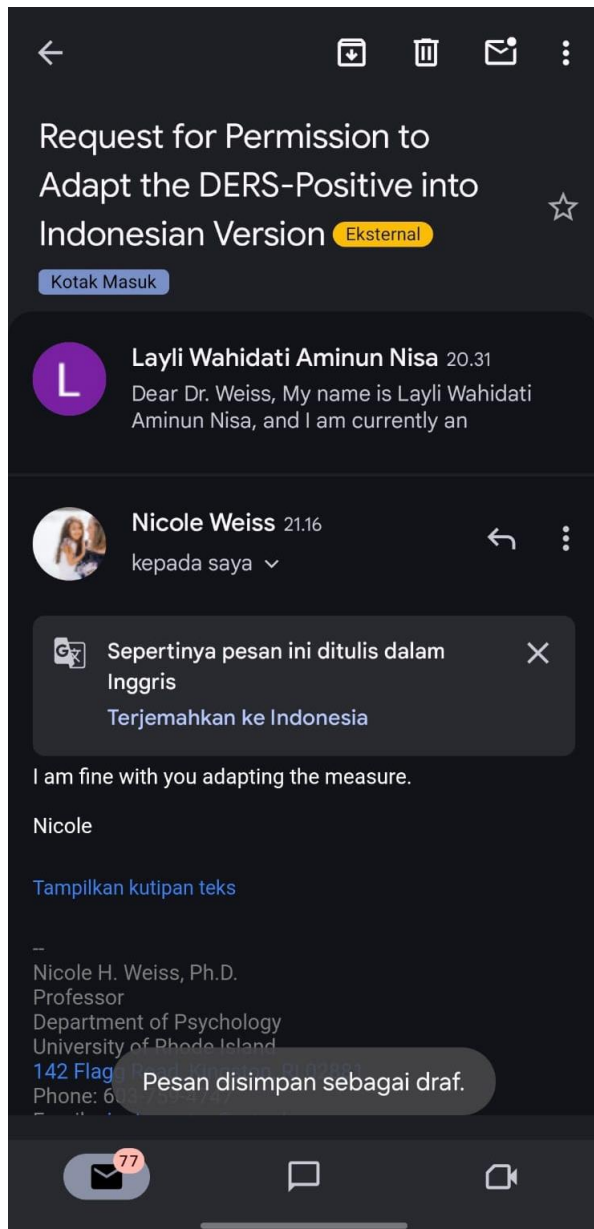 Request for Permission to
Adapt the DERS-Positive into
Indonesian Version Eksternal
Kotak Masuk
L
Layli Wahidati Aminun Nisa 20.31
Dear Dr. Weiss, My name is Layli Wahidati
Aminun Nisa, and I am currently an
Nicole Weiss 21.16
kepada saya
Sepertinya pesan ini ditulis dalam
Inggris
Terjemahkan ke Indonesia
I am fine with you adapting the measure.
Nicole
Tampilkan kutipan teks
--
Nicole H. Weiss, Ph.D.
Professor
Department of Psychology
University of Rhode Island
142 Flagg Road, Kingston, RI 02881
Pesan disimpan sebagai draf.
Phone:
77